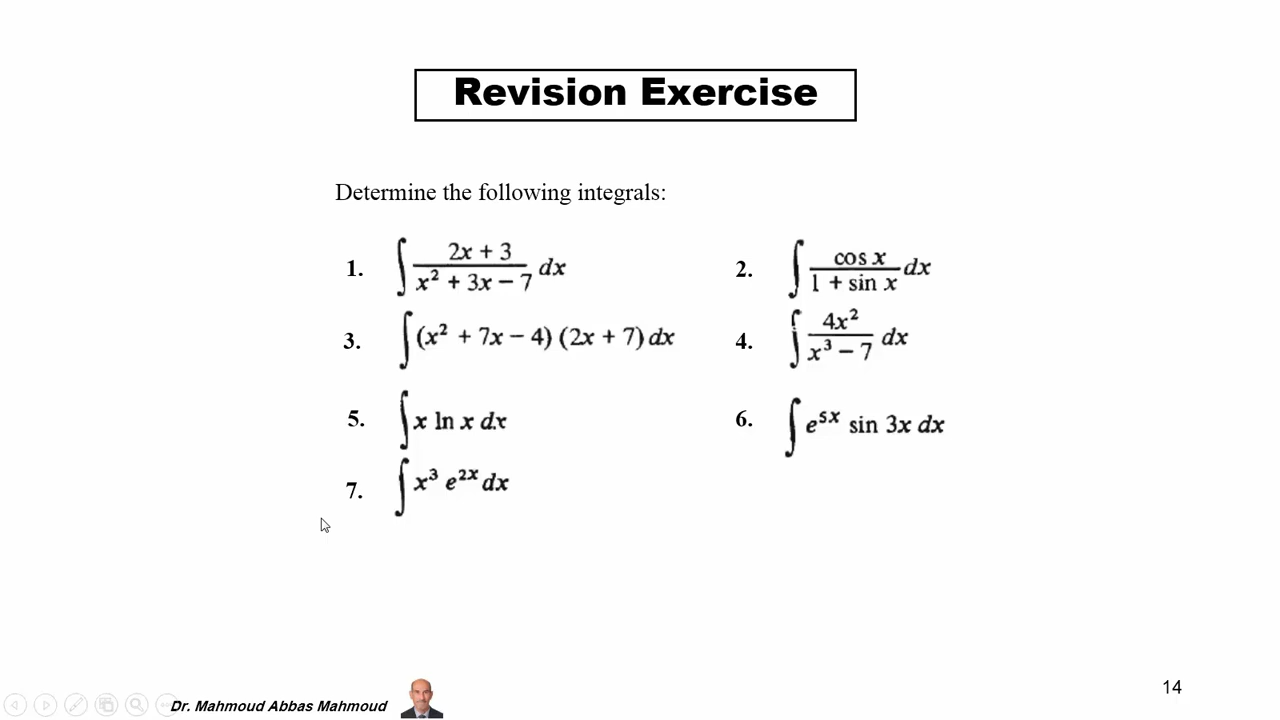 Revision Exercise
Determine the following integrals:
1. ∫ (2x + 3)/(x² + 3x − 7) dx
2. ∫ cos x/(1 + sin x) dx
3. ∫(x² + 7x − 4) (2x + 7) dx
4. ∫ 4x²/(x³ − 7) dx
5. ∫ x ln x dx
6. ∫ e⁵ˣ sin 3x dx
7. ∫ x³ e²ˣ dx
Dr. Mahmoud Abbas Mahmoud
14